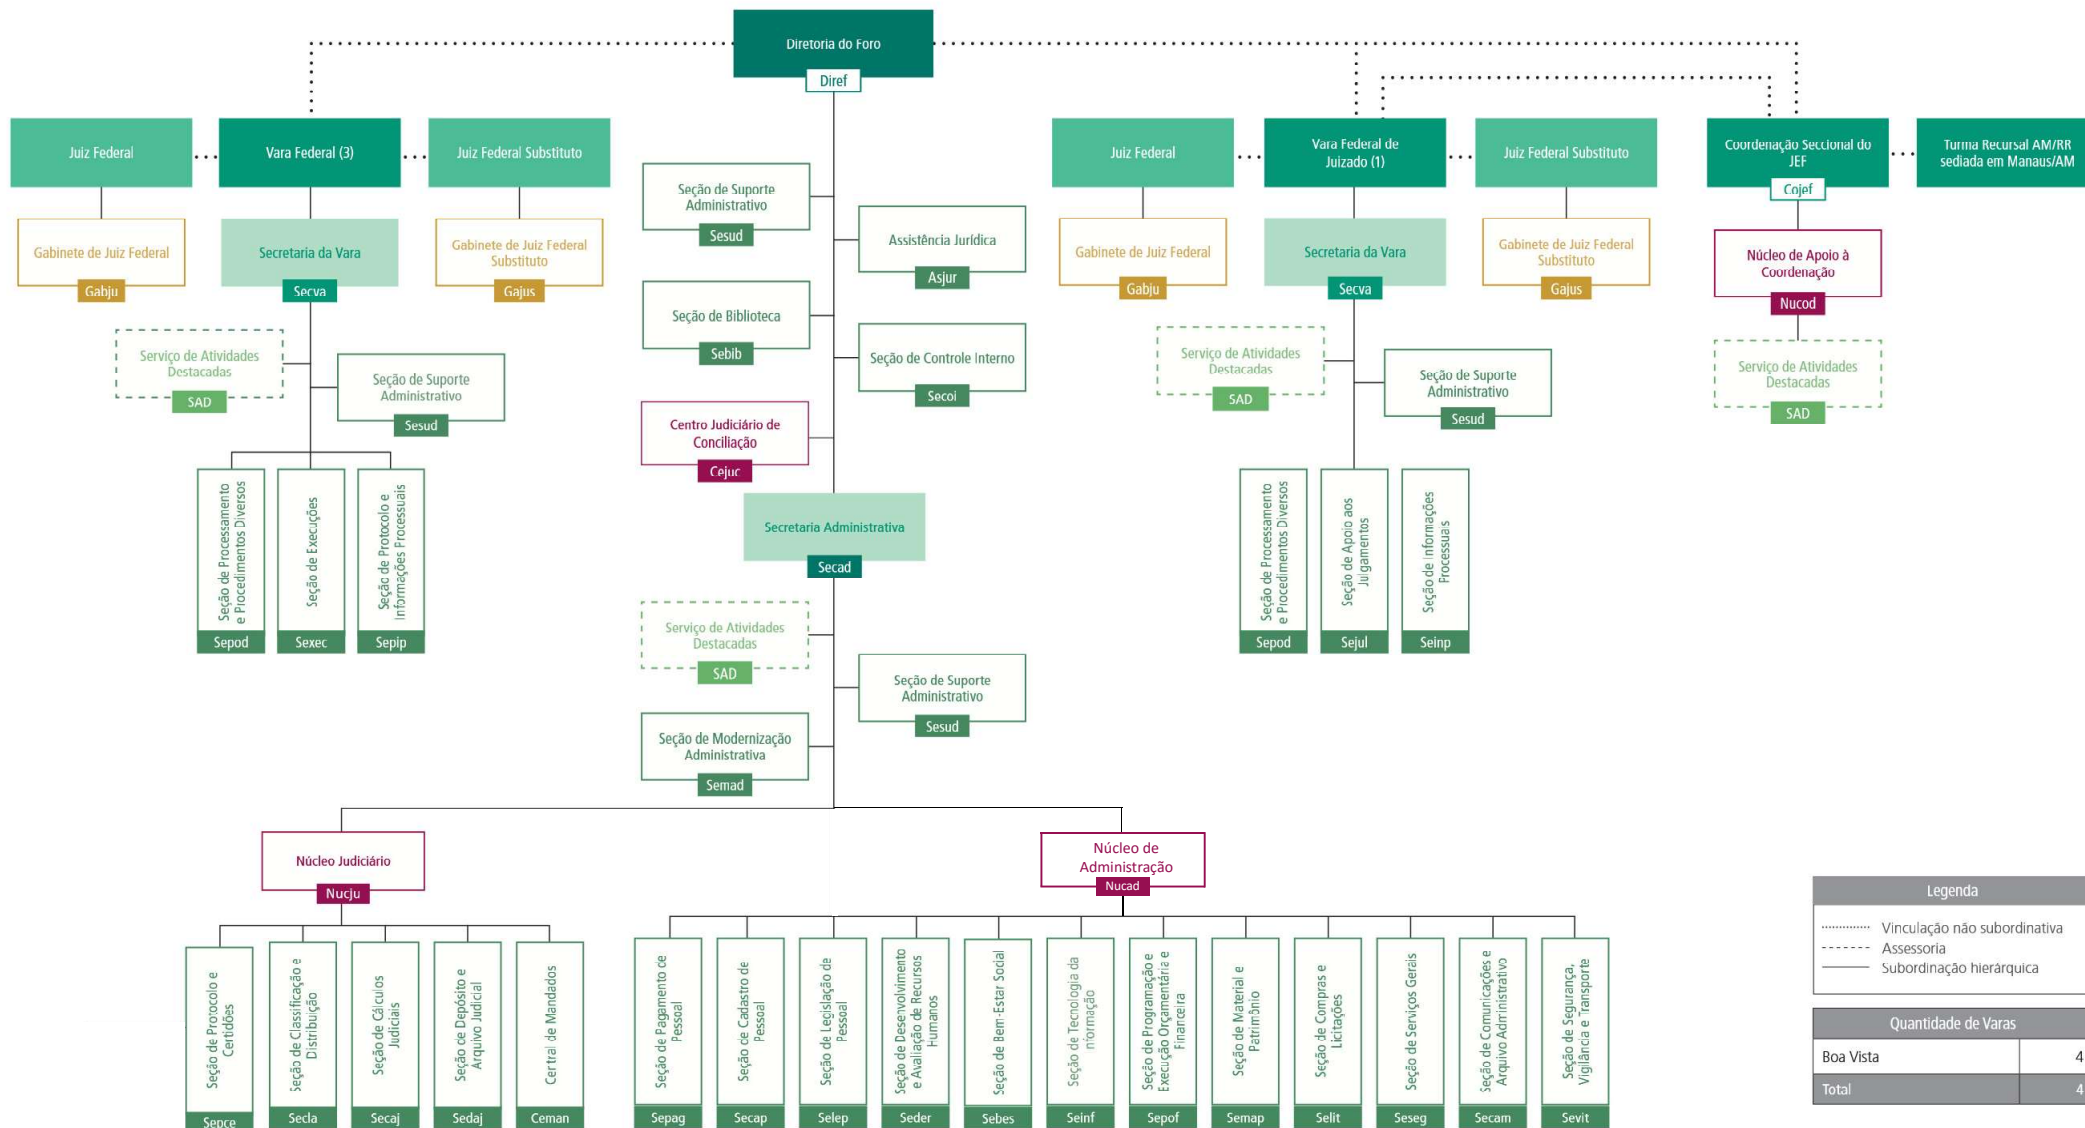 Diretoria do Foro
Diref
Juiz Federal
Vara Federal (3)
Juiz Federal Substituto
Gabinete de Juiz Federal
Gabju
Secretaria da Vara
Secva
Gabinete de Juiz Federal
Substituto
Gajus
Serviço de Atividades
Destacadas
SAD
Seção de Suporte
Administrativo
Sesud
Seção de Processamento
e Procedimentos Diversos
Sepod
Seção de Execuções
Sexec
Seção de Protocolo e
Informações Processuais
Sepip
Seção de Suporte
Administrativo
Sesud
Assistência Jurídica
Asjur
Seção de Biblioteca
Sebib
Seção de Controle Interno
Secoi
Centro Judiciário de
Conciliação
Cejuc
Secretaria Administrativa
Secad
Serviço de Atividades
Destacadas
SAD
Seção de Suporte
Administrativo
Sesud
Seção de Modernização
Administrativa
Semad
Juiz Federal
Vara Federal de
Juizado (1)
Juiz Federal Substituto
Gabinete de Juiz Federal
Gabju
Secretaria da Vara
Secva
Gabinete de Juiz Federal
Substituto
Gajus
Serviço de Atividades
Destacadas
SAD
Seção de Suporte
Administrativo
Sesud
Seção de Processamento
e Procedimentos Diversos
Sepod
Seção de Apoio aos
Julgamentos
Sejul
Seção de Informações
Processuais
Seinp
Coordenação Seccional do
JEF
Cojef
Turma Recursal AM/RR
sediada em Manaus/AM
Núcleo de Apoio à
Coordenação
Nucod
Serviço de Atividades
Destacadas
SAD
Núcleo Judiciário
Nucju
Seção de Protocolo e
Certidões
Sepce
Seção de Classificação e
Distribuição
Secla
Seção de Cálculos
Judiciais
Secaj
Seção de Depósito e
Arquivo Judicial
Sedaj
Central de Mandados
Ceman
Núcleo de
Administração
Nucad
Seção de Pagamento de
Pessoal
Sepag
Seção de Cadastro de
Pessoal
Secap
Seção de Legislação de
Pessoal
Selep
Seção de Desenvolvimento
e Avaliação de Recursos
Humanos
Seder
Seção de Bem-Estar Social
Sebes
Seção de Tecnologia da
nformação
Seinf
Seção de Programação e
Execução Orçamentária e
Financeira
Sepof
Seção de Material e
Patrimônio
Semap
Seção de Compras e
Licitações
Selit
Seção de Serviços Gerais
Seseg
Seção de Comunicações e
Arquivo Administrativo
Secam
Seção de Segurança,
Vigilância e Transporte
Sevit
Legenda
Vinculação não subordinativa
Assessoria
Subordinação hierárquica
Quantidade de Varas
Boa Vista 4
Total 4